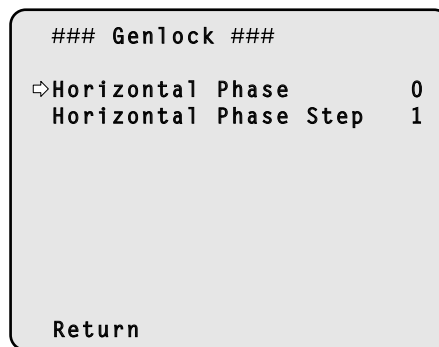 ### Genlock ###
⇨Horizontal Phase 0
Horizontal Phase Step 1
Return